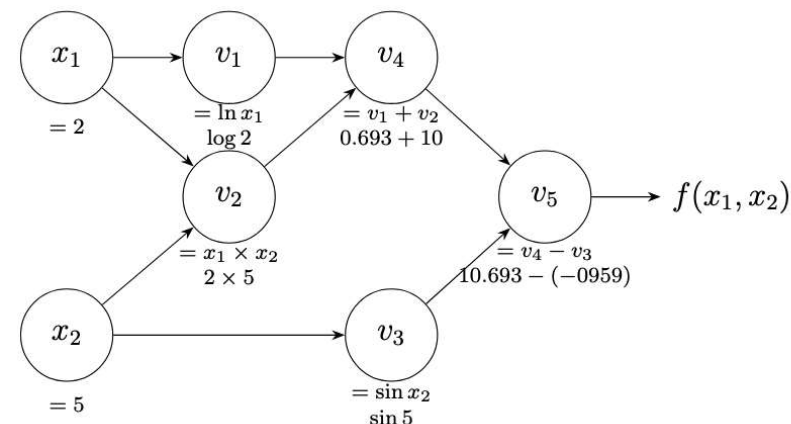 x₁
= 2
v₁
= ln x₁
log 2
v₄
= v₁ + v₂
0.693 + 10
v₂
= x₁ × x₂
2 × 5
v₅
= v₄ − v₃
10.693 − (−0959)
f(x₁, x₂)
x₂
= 5
v₃
= sin x₂
sin 5